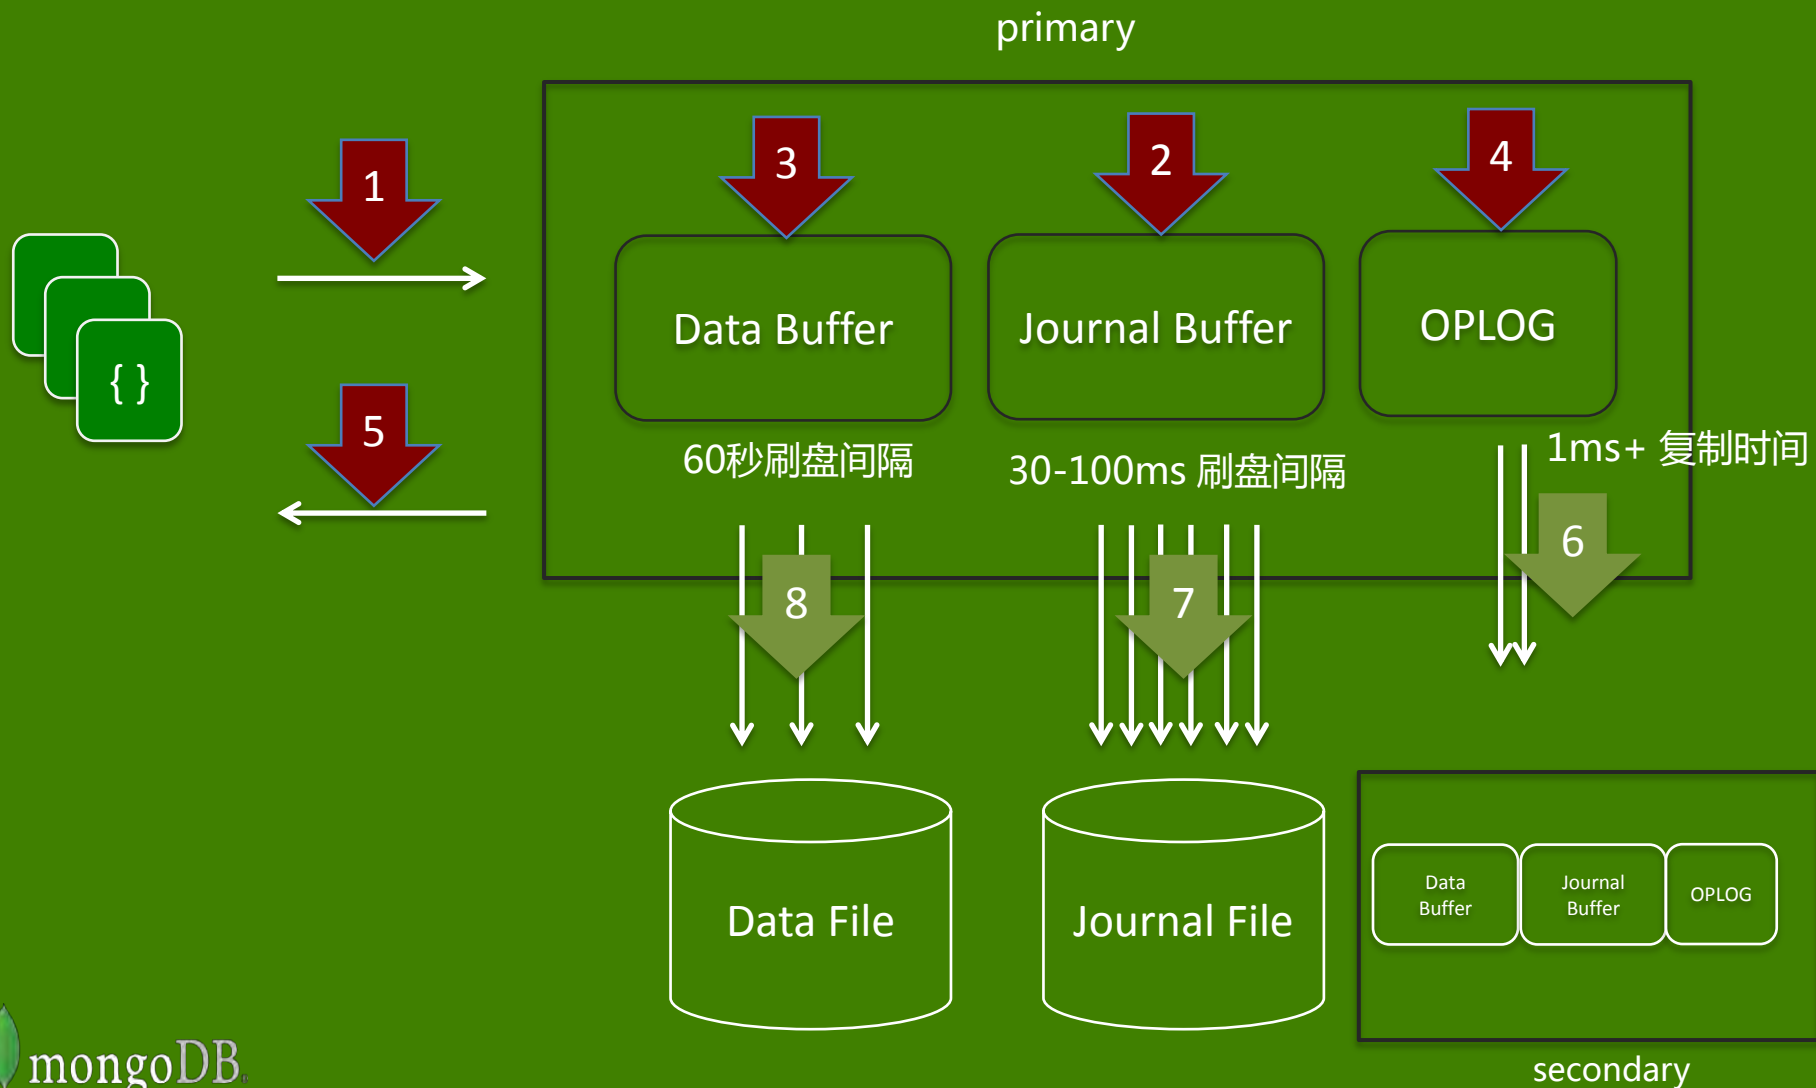 primary
1
3
2
4
{ }
Data Buffer
Journal Buffer
OPLOG
5
60秒刷盘间隔
30-100ms 刷盘间隔
1ms+ 复制时间
6
8
7
Data File
Journal File
Data
Buffer
Journal
Buffer
OPLOG
mongoDB.
secondary